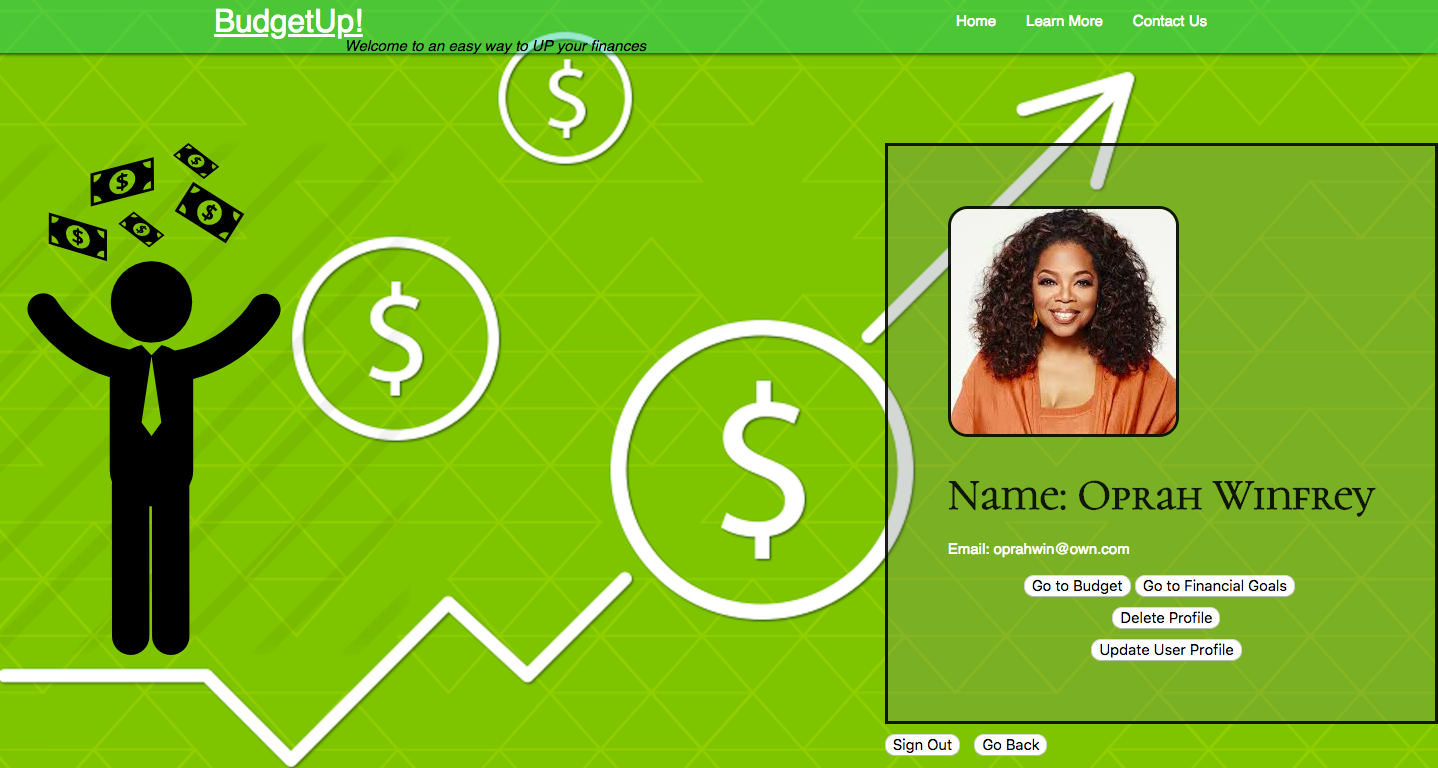 BudgetUp!
Home Learn More Contact Us
Welcome to an easy way to UP your finances
$
$
$
$
$
$
$
$
Name: Oprah Winfrey
Email: oprahwin@own.com
Go to Budget Go to Financial Goals
Delete Profile
Update User Profile
Sign Out Go Back